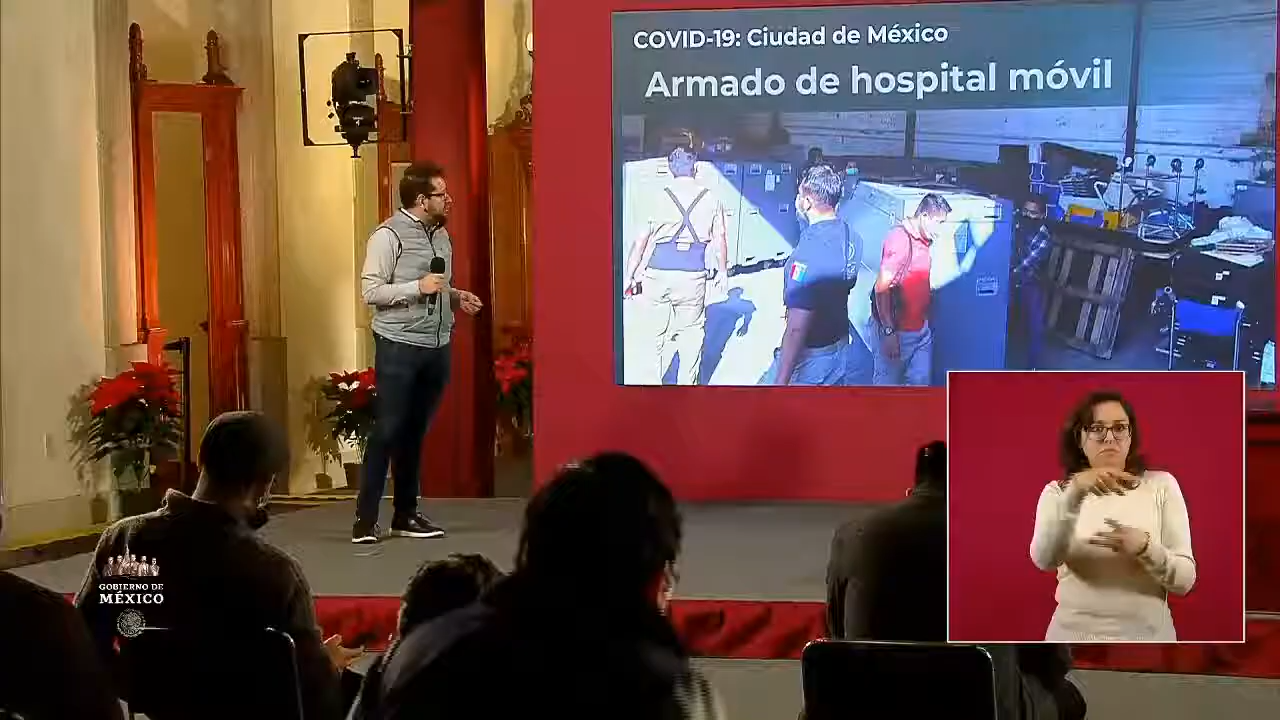 COVID-19: Ciudad de México
Armado de hospital móvil
GOBIERNO DE
MÉXICO